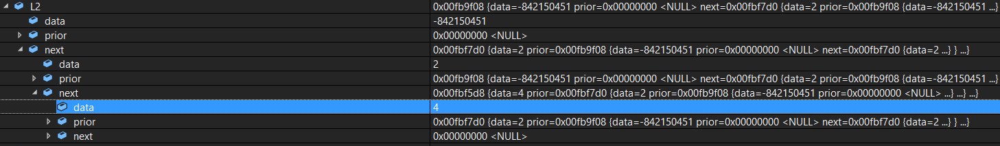 L2 0x00fb9f08 {data=-842150451 prior=0x00000000 <NULL> next=0x00fbf7d0 {data=2 prior=0x00fb9f08 {data=-842150451 ...}
data -842150451
prior 0x00000000 <NULL>
next 0x00fbf7d0 {data=2 prior=0x00fb9f08 {data=-842150451 prior=0x00000000 <NULL> next=0x00fbf7d0 {data=2 ...} } ...}
data 2
prior 0x00fb9f08 {data=-842150451 prior=0x00000000 <NULL> next=0x00fbf7d0 {data=2 prior=0x00fb9f08 {data=-842150451 ...}
next 0x00fbf5d8 {data=4 prior=0x00fbf7d0 {data=2 prior=0x00fb9f08 {data=-842150451 prior=0x00000000 <NULL> ...} ...} ...}
data 4
prior 0x00fbf7d0 {data=2 prior=0x00fb9f08 {data=-842150451 prior=0x00000000 <NULL> next=0x00fbf7d0 {data=2 ...} } ...}
next 0x00000000 <NULL>